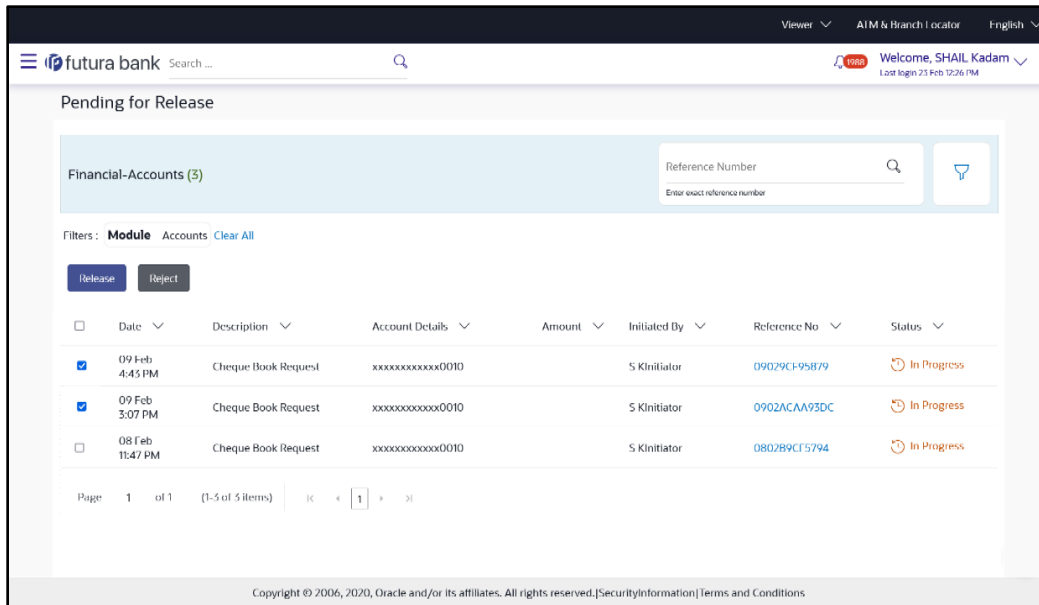 Viewer ATM & Branch Locator English
futura bank Search ... 1988 Welcome, SHAIL Kadam
Last login 23 Feb 12:26 PM
Pending for Release
Financial-Accounts (3)
Reference Number
Enter exact reference number
Filters : Module Accounts Clear All
Release Reject
Date Description Account Details Amount Initiated By Reference No Status
09 Feb
4:43 PM
Cheque Book Request xxxxxxxxxxxx0010 S KInitiator 09029CF95879 In Progress
09 Feb
3:07 PM
Cheque Book Request xxxxxxxxxxxx0010 S KInitiator 0902ACAA93DC In Progress
08 Feb
11:47 PM
Cheque Book Request xxxxxxxxxxxx0010 S KInitiator 0802B9CF5794 In Progress
Page 1 of 1 (1-3 of 3 items) 1
Copyright © 2006, 2020, Oracle and/or its affiliates. All rights reserved.|SecurityInformation|Terms and Conditions